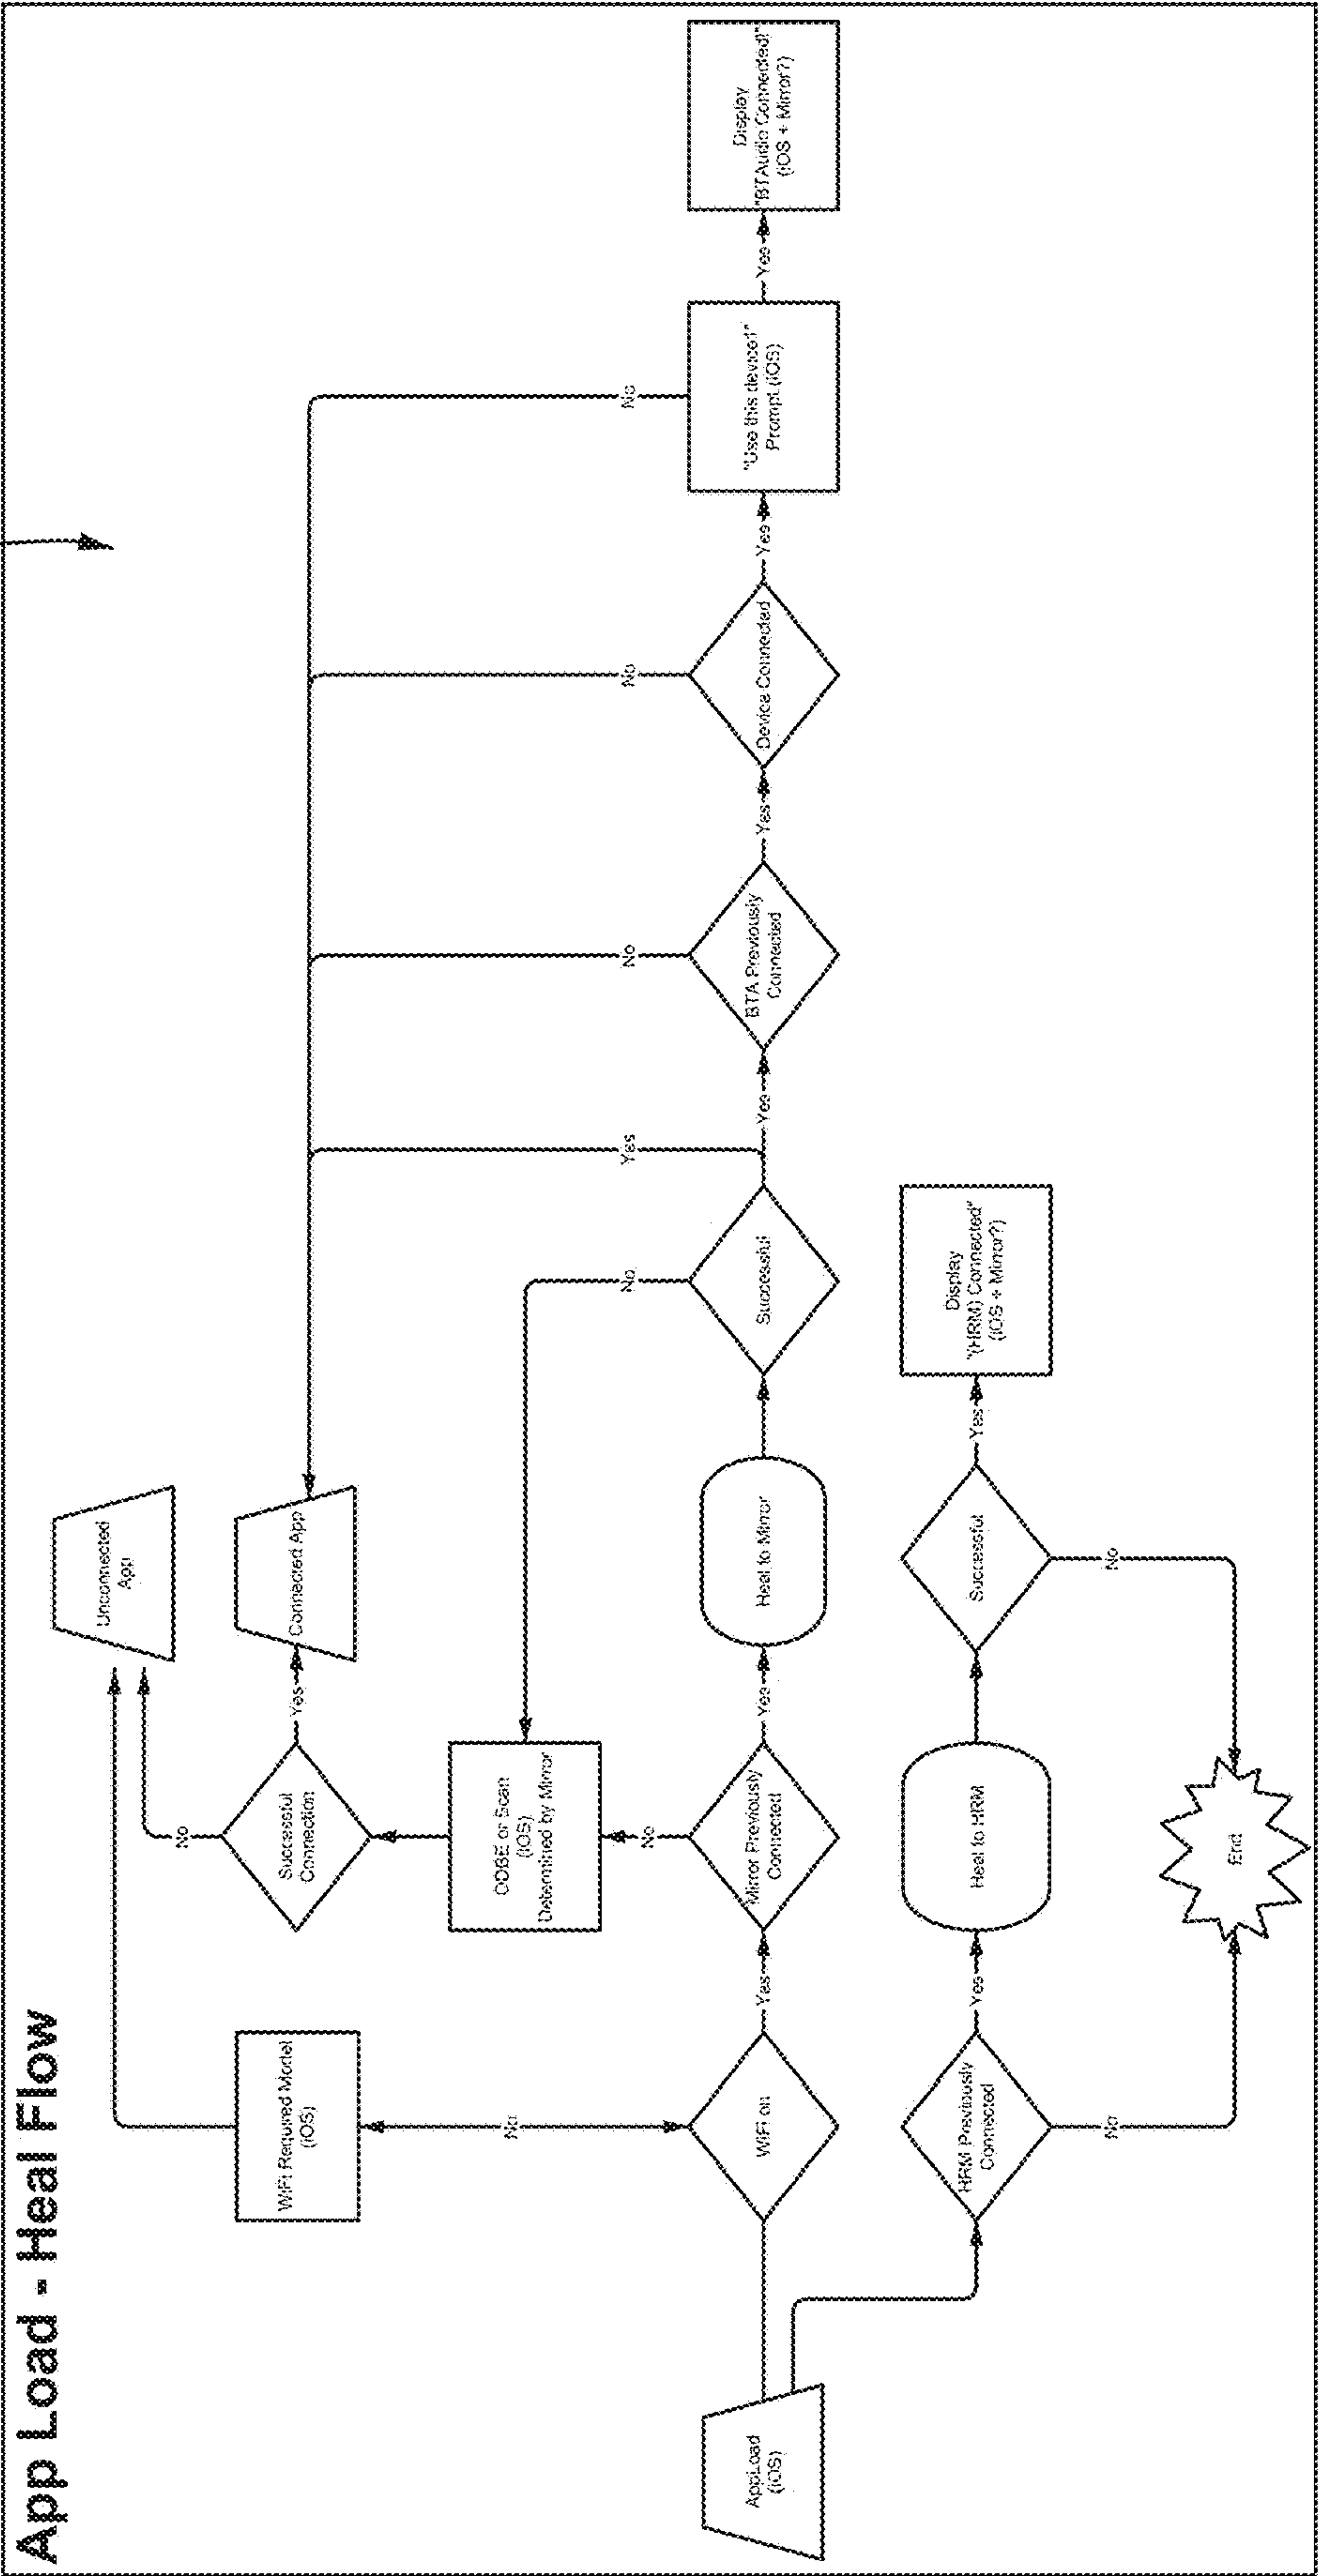 App Load - Heal Flow
Unconnected
App
No
WiFi Required Model
(iOS)
Successful
Connection
Yes
Connected App
OOBE or Scan
(iOS)
Determined by Mirror
No
No
No
Yes
No
No
No
AppLoad
(iOS)
WiFi on
Yes
Mirror Previously
Connected
Yes
Heal to Mirror
Successful
Yes
BTA Previously
Connected
Yes
Device Connected
Yes
"Use this device?"
Prompt (iOS)
Yes
Display
"BTAudio Connected!"
(iOS + Mirror?)
HRM Previously
Connected
Yes
Heal to HRM
Successful
Yes
Display
"(HRM) Connected"
(iOS + Mirror?)
No
No
End